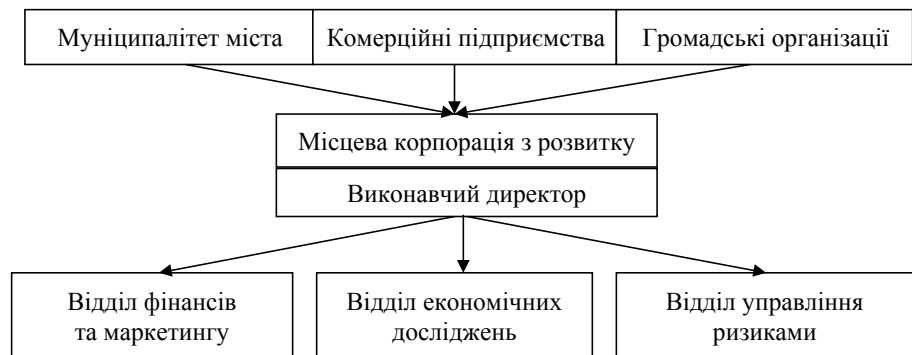 Муніципалітет міста
Комерційні підприємства
Громадські організації
Місцева корпорація з розвитку
Виконавчий директор
Відділ фінансів
та маркетингу
Відділ економічних
досліджень
Відділ управління
ризиками